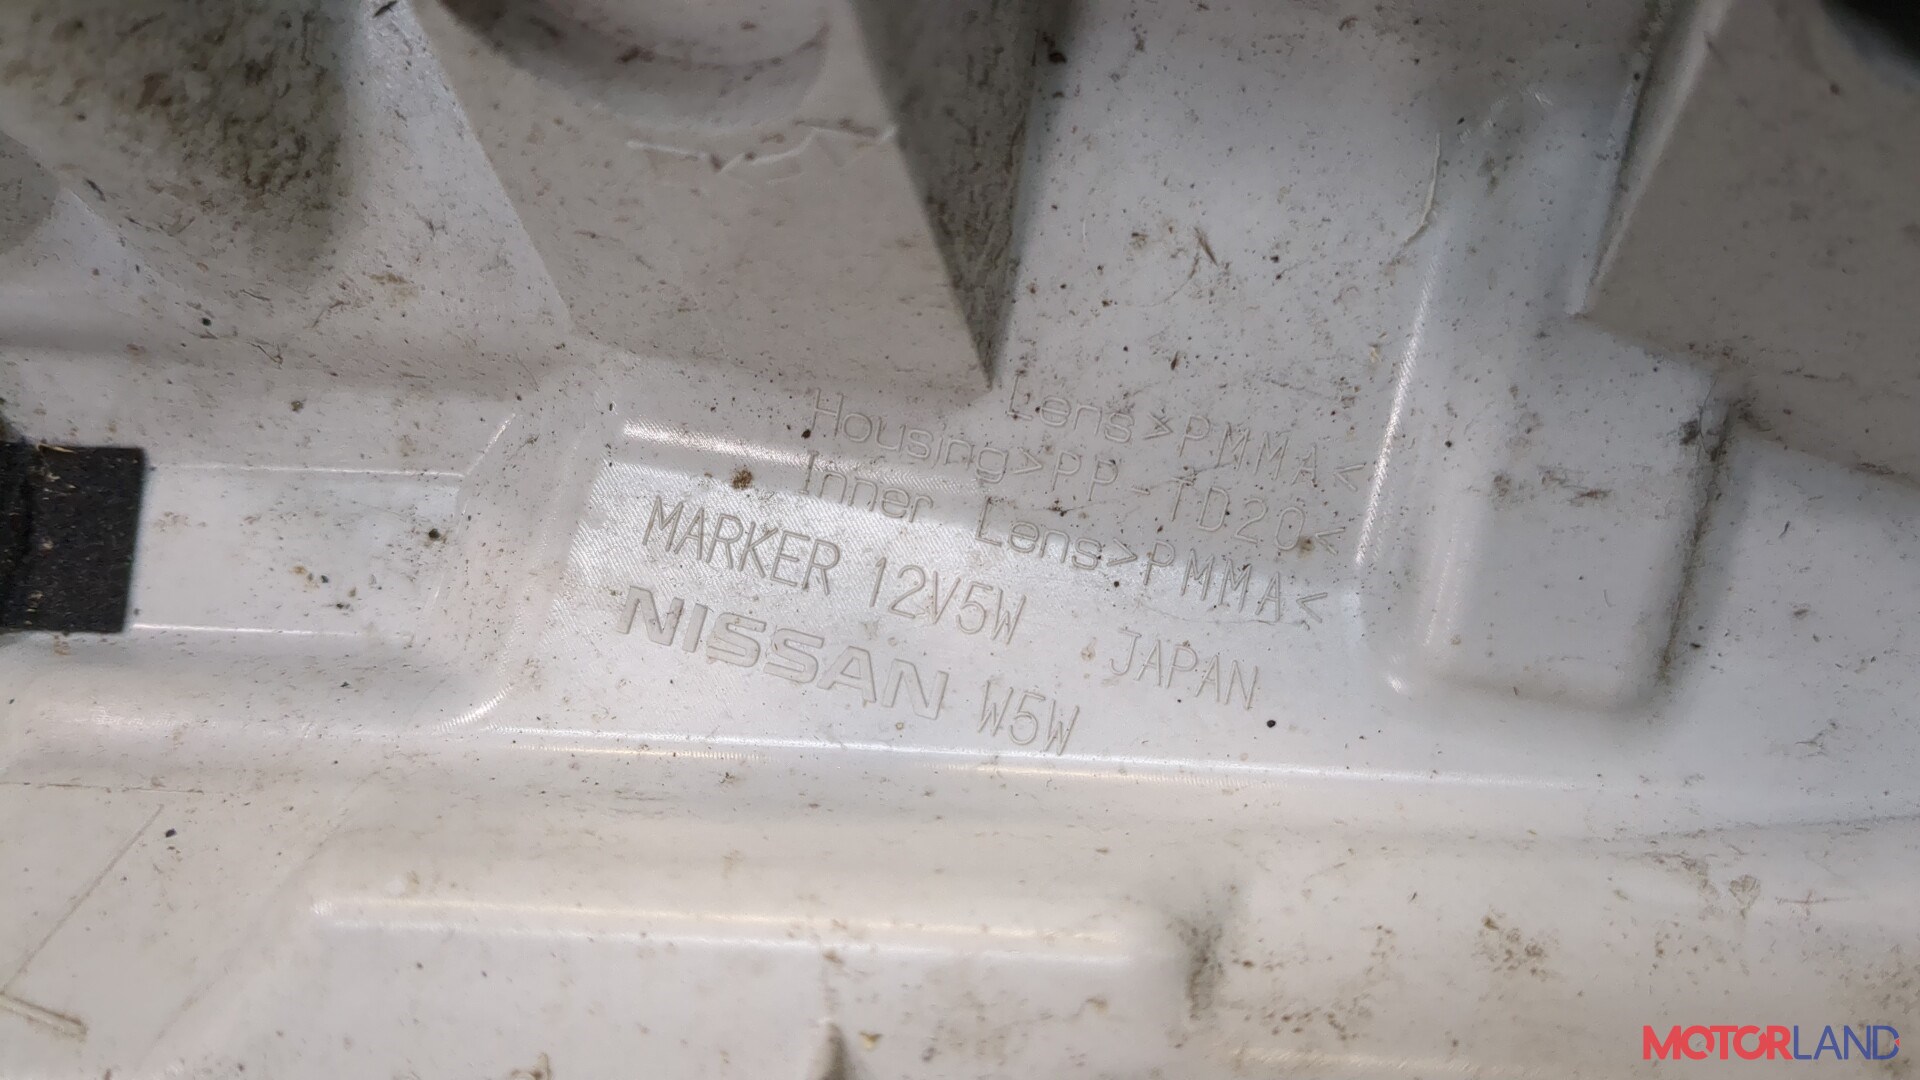 Lens>PMMA<
Housing>PP-TD20<
Inner Lens>PMMA<
MARKER 12V5W JAPAN
NISSAN W5W
MOTORLAND